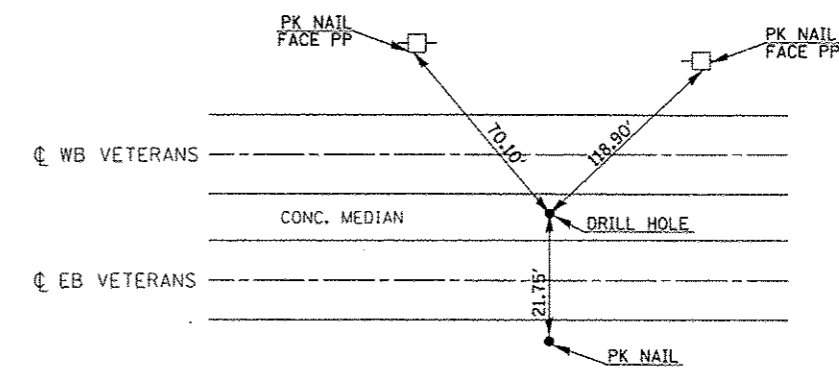 PK NAIL
FACE PP
PK NAIL
FACE PP
70.10'
118.90'
℄ WB VETERANS
CONC. MEDIAN
DRILL HOLE
℄ EB VETERANS
21.75'
PK NAIL